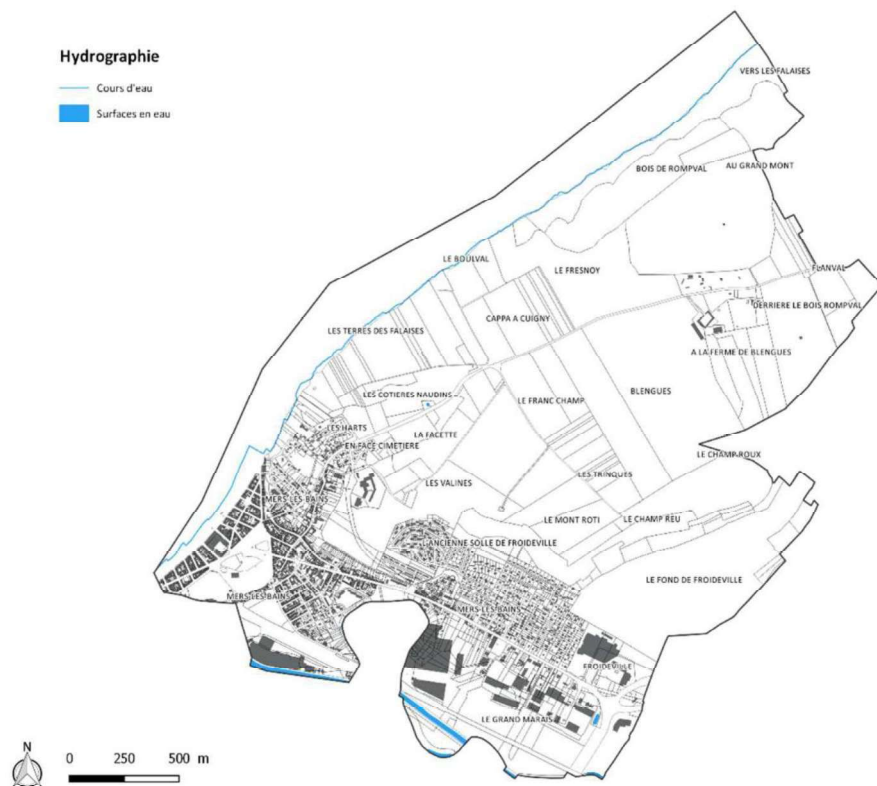 Hydrographie
Cours d'eau
Surfaces en eau
VERS LES FALAISES
BOIS DE ROMPVAL
AU GRAND MONT
LE BOULVAL
LE FRESNOY
FLANVAL
DERRIERE LE BOIS ROMPVAL
CAPPA A CUIGNY
LES TERRES DES FALAISES
A LA FERME DE BLENGUES
LES COTIERES NAUDINS
LE FRANC CHAMP
BLENGUES
LES HARTS
LA FACETTE
EN FACE CIMETIERE
LE CHAMP ROUX
LES TRINQUES
LES VALINES
MERS-LES-BAINS
LE MONT ROTI
LE CHAMP REU
L'ANCIENNE SOLLE DE FROIDEVILLE
LE FOND DE FROIDEVILLE
MERS-LES-BAINS
MERS-LES-BAINS
FROIDEVILLE
LE GRAND MARAIS
N
0 250 500 m